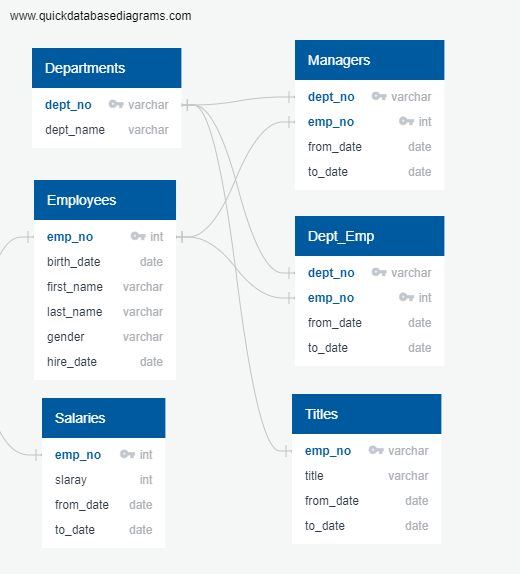 www.quickdatabasediagrams.com
Departments
dept_no varchar
dept_name varchar
Employees
emp_no int
birth_date date
first_name varchar
last_name varchar
gender varchar
hire_date date
Salaries
emp_no int
slaray int
from_date date
to_date date
Managers
dept_no varchar
emp_no int
from_date date
to_date date
Dept_Emp
dept_no varchar
emp_no int
from_date date
to_date date
Titles
emp_no varchar
title varchar
from_date date
to_date date